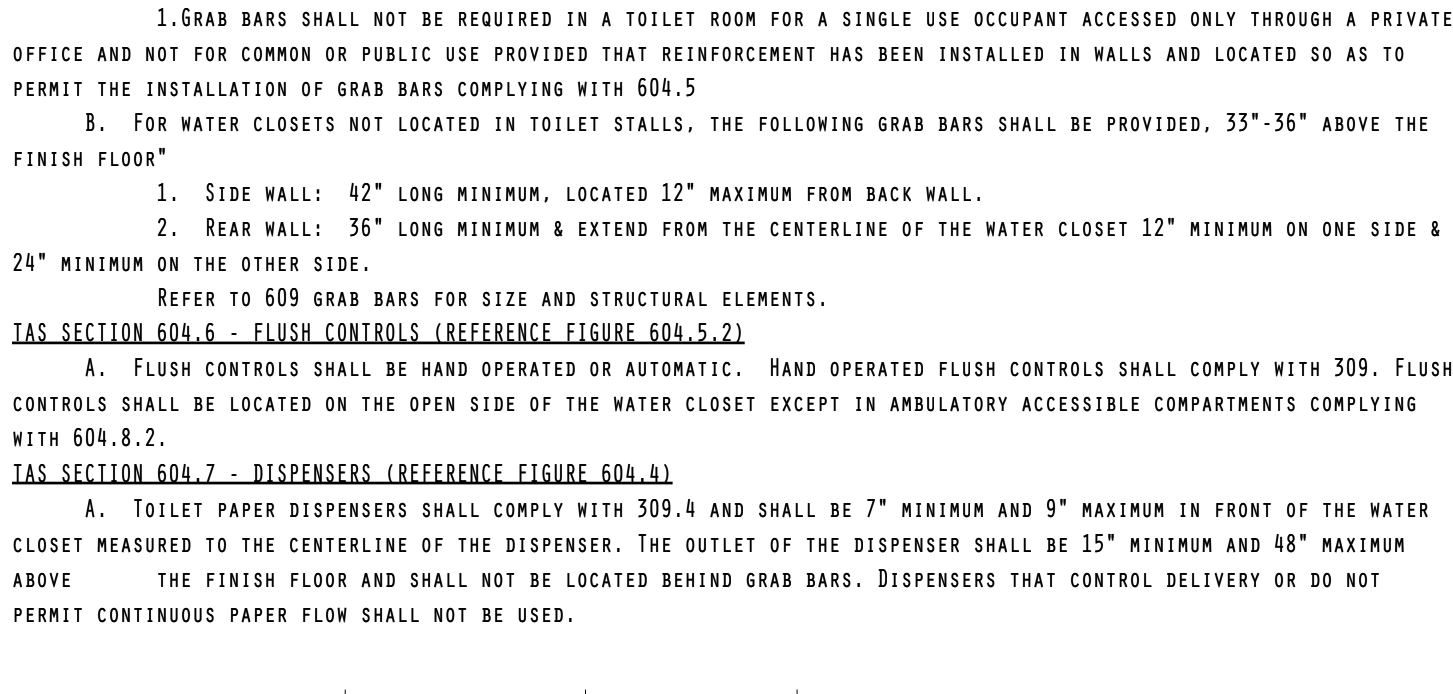 1.Grab bars shall not be required in a toilet room for a single use occupant accessed only through a private
office and not for common or public use provided that reinforcement has been installed in walls and located so as to
permit the installation of grab bars complying with 604.5
B. For water closets not located in toilet stalls, the following grab bars shall be provided, 33"-36" above the
finish floor"
1. Side wall: 42" long minimum, located 12" maximum from back wall.
2. Rear wall: 36" long minimum & extend from the centerline of the water closet 12" minimum on one side &
24" minimum on the other side.
Refer to 609 grab bars for size and structural elements.
TAS SECTION 604.6 - FLUSH CONTROLS (REFERENCE FIGURE 604.5.2)
A. Flush controls shall be hand operated or automatic. Hand operated flush controls shall comply with 309. Flush
controls shall be located on the open side of the water closet except in ambulatory accessible compartments complying
with 604.8.2.
TAS SECTION 604.7 - DISPENSERS (REFERENCE FIGURE 604.4)
A. Toilet paper dispensers shall comply with 309.4 and shall be 7" minimum and 9" maximum in front of the water
closet measured to the centerline of the dispenser. The outlet of the dispenser shall be 15" minimum and 48" maximum
above the finish floor and shall not be located behind grab bars. Dispensers that control delivery or do not
permit continuous paper flow shall not be used.